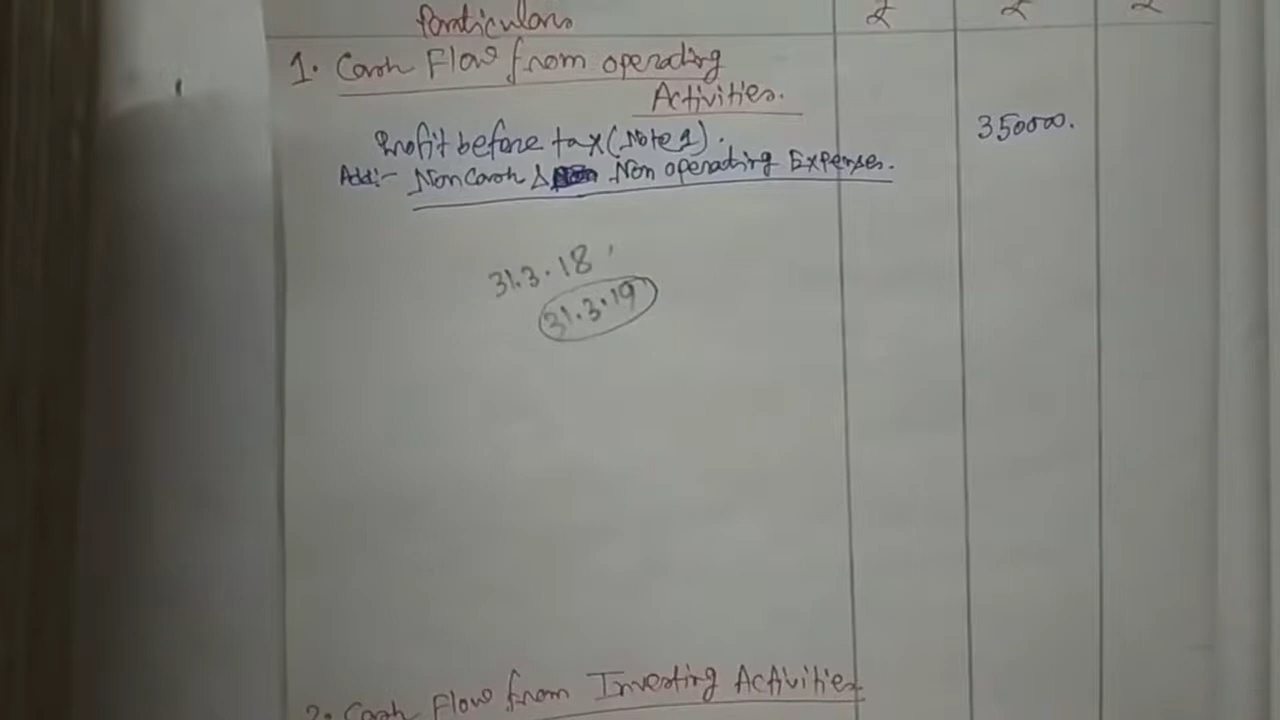 Particulars ₹ ₹ ₹
1. Cash Flow from operating
Activities.
Profit before tax (Note 1). 350000.
Add:- Non Cash & Non operating Expenses.
31.3.18
31.3.19
2. Cash Flow from Investing Activities